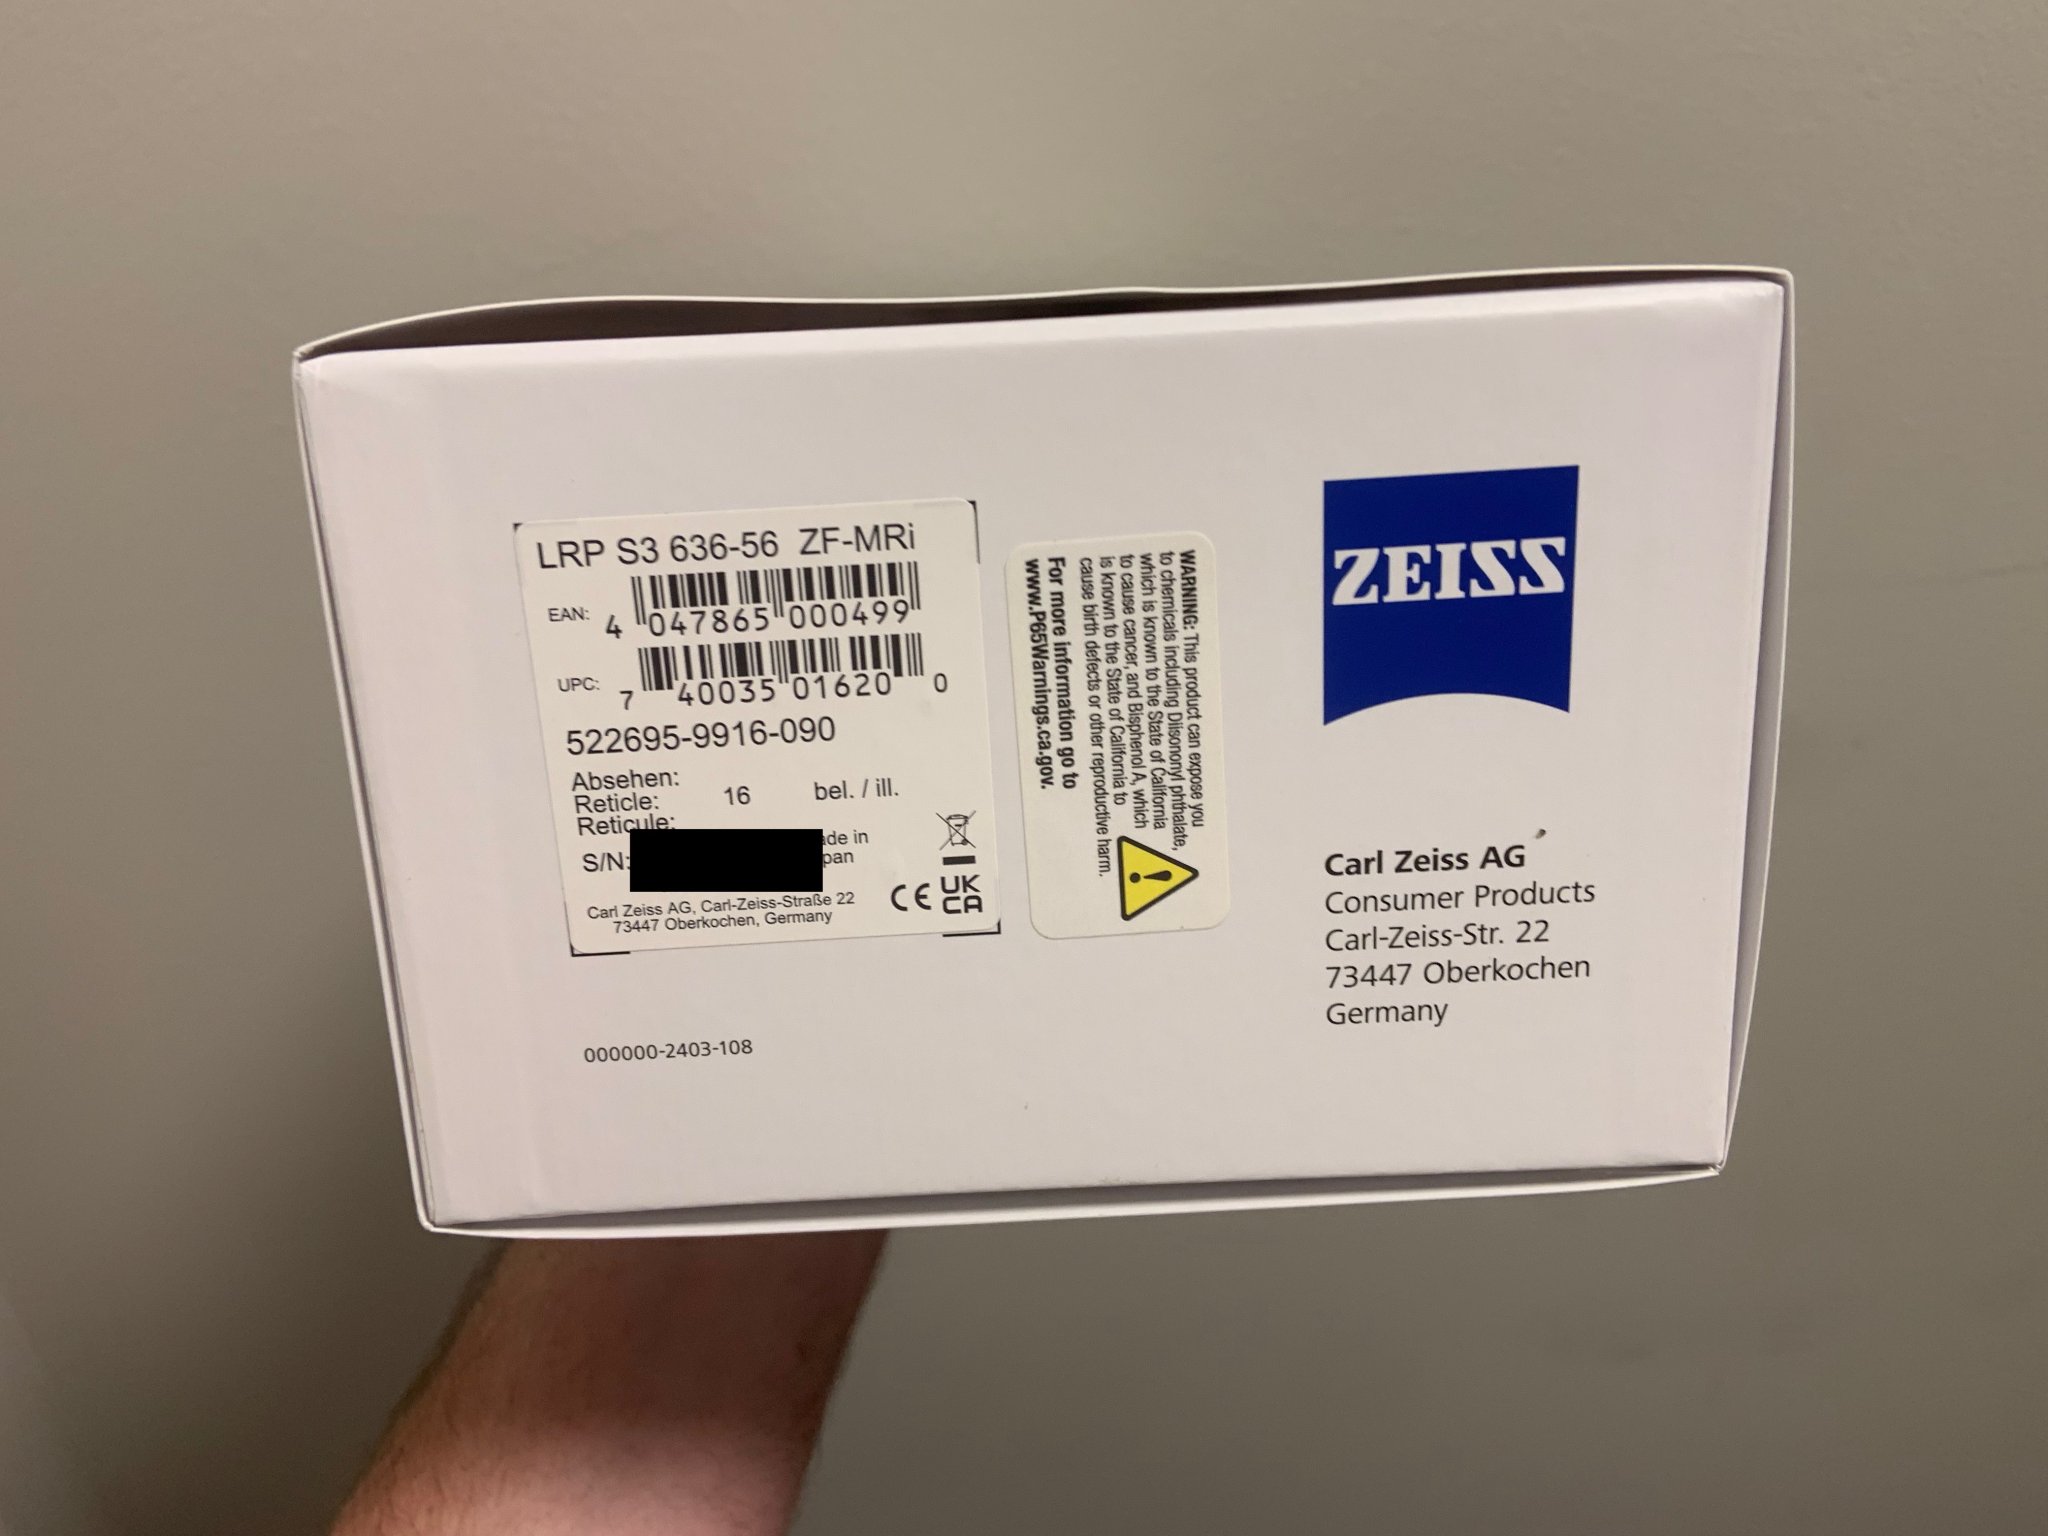 LRP S3 636-56 ZF-MRi
EAN: 4 047865 000499
UPC: 7 40035 01620 0
522695-9916-090
Absehen:
Reticle: 16 bel. / ill.
Reticule:
S/N: ade in
pan
Carl Zeiss AG, Carl-Zeiss-Straße 22
73447 Oberkochen, Germany
CE UK
CA
000000-2403-108
WARNING: This product can expose you
to chemicals including Diisononyl phthalate,
which is known to the State of California
to cause cancer, and Bisphenol A, which
is known to the State of California to
cause birth defects or other reproductive harm.
For more information go to
www.P65Warnings.ca.gov.
ZEISS
Carl Zeiss AG
Consumer Products
Carl-Zeiss-Str. 22
73447 Oberkochen
Germany